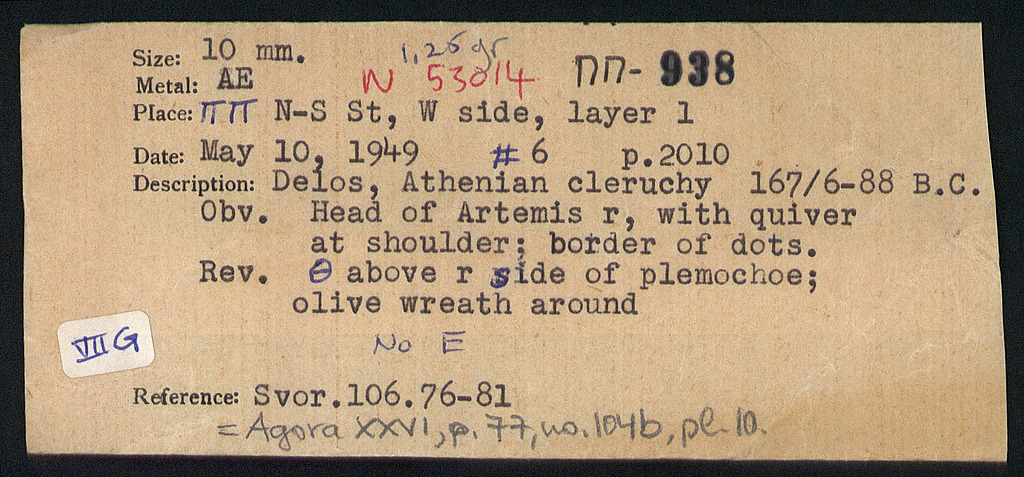 Size: 10 mm. 1,26 gr
Metal: AE N 53014 ΠΠ- 938
Place: ΠΠ N-S St, W side, layer 1
Date: May 10, 1949 # 6 p.2010
Description: Delos, Athenian cleruchy 167/6-88 B.C.
Obv. Head of Artemis r, with quiver
at shoulder; border of dots.
Rev. Θ above r side of plemochoe;
olive wreath around
VII G
No E
Reference: Svor.106.76-81
= Agora XXVI, p. 77, no. 104b, pl. 10.